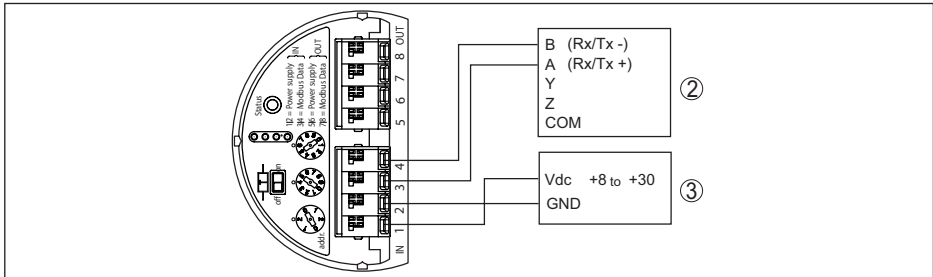 Status
1|2 = Power supply
3|4 = Modbus Data
IN
5|6 = Power supply
7|8 = Modbus Data
OUT
on
off
addr.
OUT
8
7
6
5
4
3
2
1
IN
B (Rx/Tx -)
A (Rx/Tx +)
Y
Z
COM
②
Vdc +8 to +30
GND
③